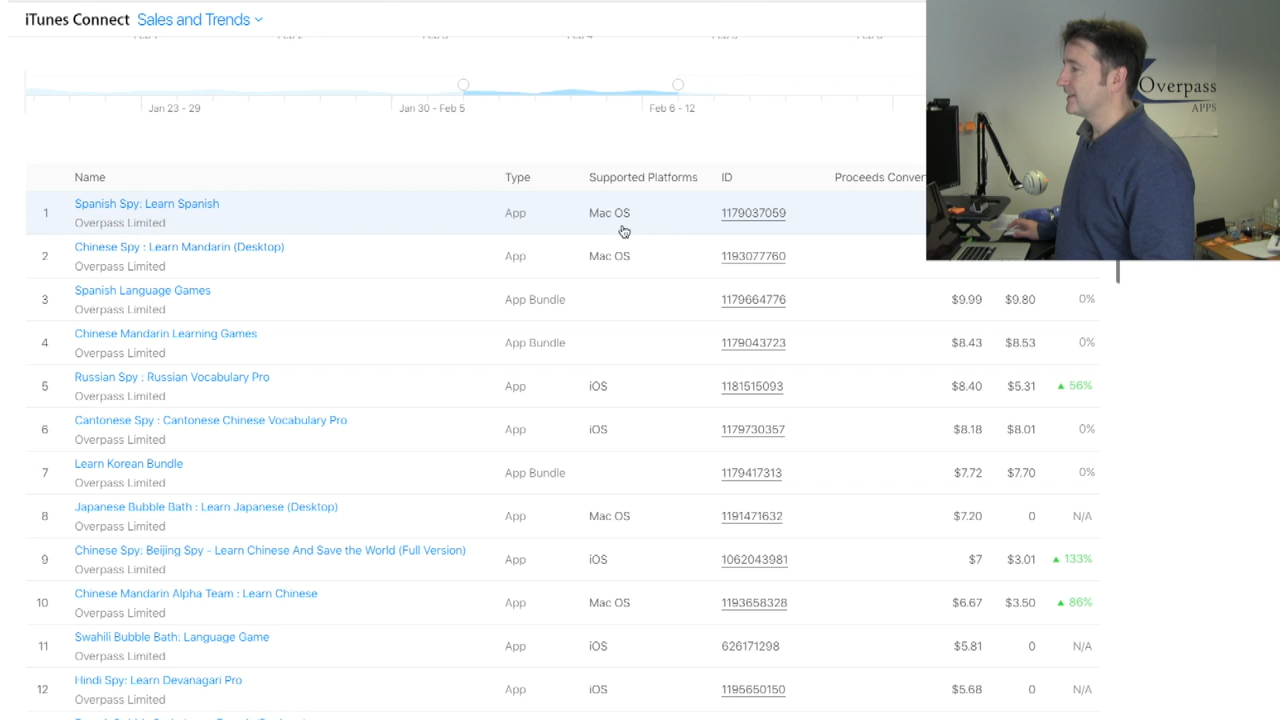 iTunes Connect Sales and Trends
Jan 23 - 29 Jan 30 - Feb 5 Feb 6 - 12
Overpass
APPS
Name Type Supported Platforms ID Proceeds Conver
1 Spanish Spy: Learn Spanish App Mac OS 1179037059
Overpass Limited
2 Chinese Spy : Learn Mandarin (Desktop) App Mac OS 1193077760
Overpass Limited
3 Spanish Language Games App Bundle 1179664776 $9.99 $9.80 0%
Overpass Limited
4 Chinese Mandarin Learning Games App Bundle 1179043723 $8.43 $8.53 0%
Overpass Limited
5 Russian Spy : Russian Vocabulary Pro App iOS 1181515093 $8.40 $5.31 ▲ 56%
Overpass Limited
6 Cantonese Spy : Cantonese Chinese Vocabulary Pro App iOS 1179730357 $8.18 $8.01 0%
Overpass Limited
7 Learn Korean Bundle App Bundle 1179417313 $7.72 $7.70 0%
Overpass Limited
8 Japanese Bubble Bath : Learn Japanese (Desktop) App Mac OS 1191471632 $7.20 0 N/A
Overpass Limited
9 Chinese Spy: Beijing Spy - Learn Chinese And Save the World (Full Version) App iOS 1062043981 $7 $3.01 ▲ 133%
Overpass Limited
10 Chinese Mandarin Alpha Team : Learn Chinese App Mac OS 1193658328 $6.67 $3.50 ▲ 86%
Overpass Limited
11 Swahili Bubble Bath: Language Game App iOS 626171298 $5.81 0 N/A
Overpass Limited
12 Hindi Spy: Learn Devanagari Pro App iOS 1195650150 $5.68 0 N/A
Overpass Limited